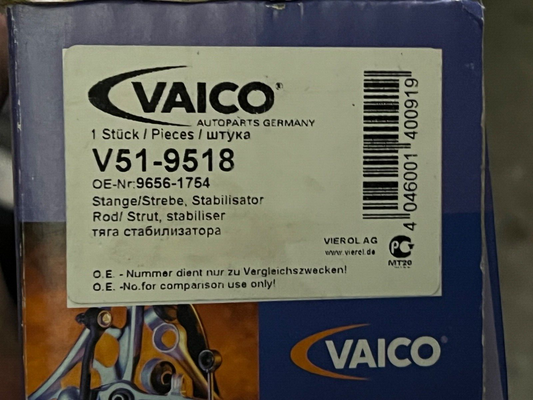 VAICO
AUTOPARTS GERMANY
1 Stück / Pieces / штука
V51-9518
OE-Nr:9656-1754
Stange/Strebe, Stabilisator
Rod/ Strut, stabiliser
тяга стабилизатора
VIEROL AG
www.vierol.de
O.E. - Nummer dient nur zu Vergleichszwecken!
O.E. -No.for comparison use only!
4 046001 400919
MT20
VAICO